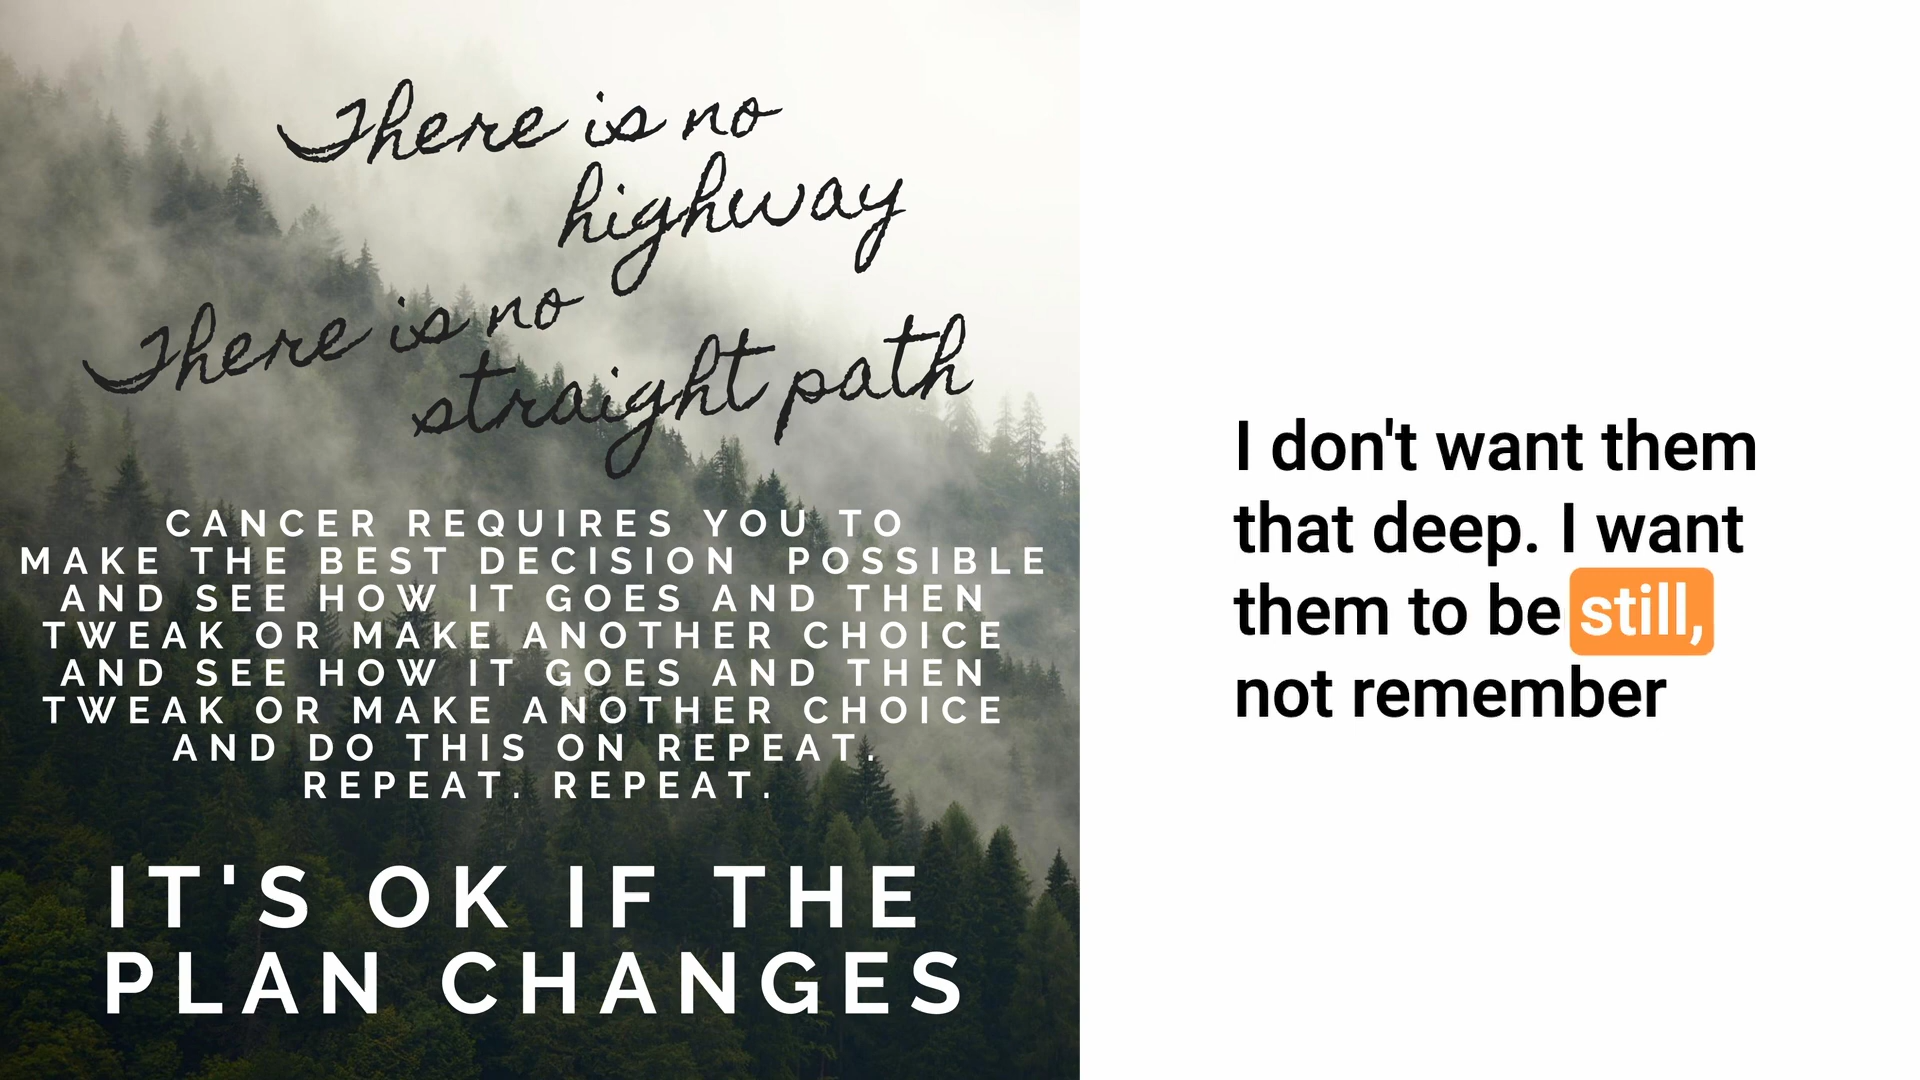 There is no
highway
There is no
straight path
CANCER REQUIRES YOU TO
MAKE THE BEST DECISION POSSIBLE
AND SEE HOW IT GOES AND THEN
TWEAK OR MAKE ANOTHER CHOICE
AND SEE HOW IT GOES AND THEN
TWEAK OR MAKE ANOTHER CHOICE
AND DO THIS ON REPEAT.
REPEAT. REPEAT.
IT'S OK IF THE
PLAN CHANGES
I don't want them
that deep. I want
them to be still,
not remember